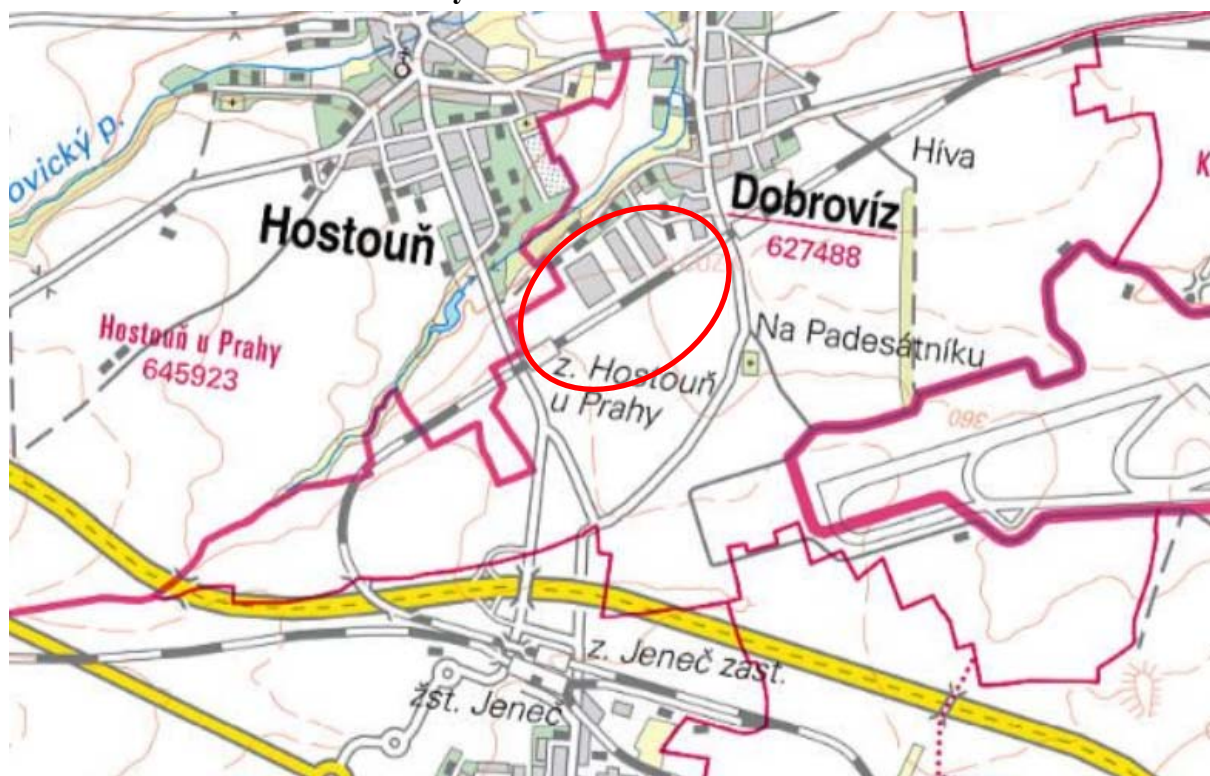 ovický p.
Híva
K
Dobrovíz
627488
Hostouň
Hostouň u Prahy
645923
Na Padesátníku
z. Hostouň
u Prahy
360
z. Jeneč zast.
žst. Jeneč